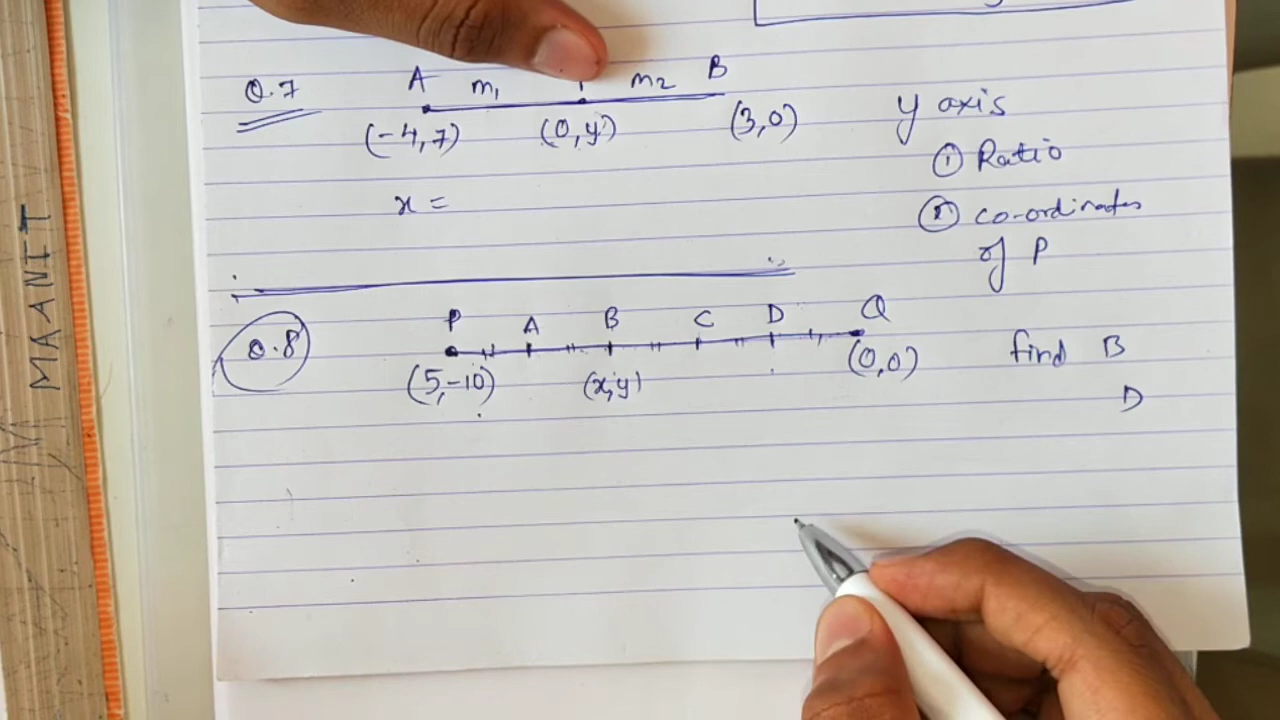 Q.7 A m₁ m₂ B
(-4,7) (0,y) (3,0)
x =
y axis
① Ratio
② co-ordinates
of P
Q.8 P A B C D Q
(5,-10) (x,y) (0,0)
find B
D
MAANIT